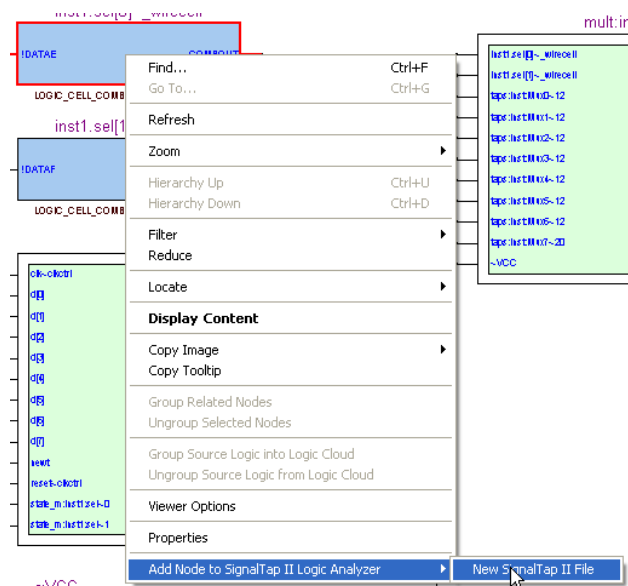 mult:in
!DATAE
LOGIC_CELL_COMB
inst1.sel[1
!DATAF
LOGIC_CELL_COMB
clk~clkctrl
d[0]
d[1]
d[2]
d[3]
d[4]
d[5]
d[6]
d[7]
newt
reset~clkctrl
state_m:inst1|sel~0
state_m:inst1|sel~1
~VCC
Find... Ctrl+F
Go To... Ctrl+G
Refresh
Zoom
Hierarchy Up Ctrl+U
Hierarchy Down Ctrl+D
Filter
Reduce
Locate
Display Content
Copy Image
Copy Tooltip
Group Related Nodes
Ungroup Selected Nodes
Group Source Logic into Logic Cloud
Ungroup Source Logic from Logic Cloud
Viewer Options
Properties
Add Node to SignalTap II Logic Analyzer
New SignalTap II File
inst1.sel[0]~_wirecell
inst1.sel[1]~_wirecell
taps:inst|Mux0~12
taps:inst|Mux1~12
taps:inst|Mux2~12
taps:inst|Mux3~12
taps:inst|Mux4~12
taps:inst|Mux5~12
taps:inst|Mux6~12
taps:inst|Mux7~20
~VCC